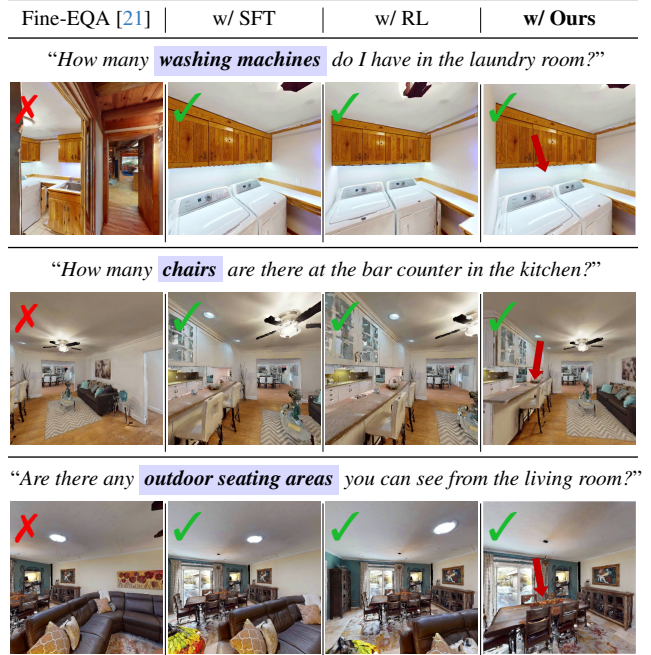 Fine-EQA [21] w/ SFT w/ RL w/ Ours
“How many washing machines do I have in the laundry room?“
“How many chairs are there at the bar counter in the kitchen?“
“Are there any outdoor seating areas you can see from the living room?“